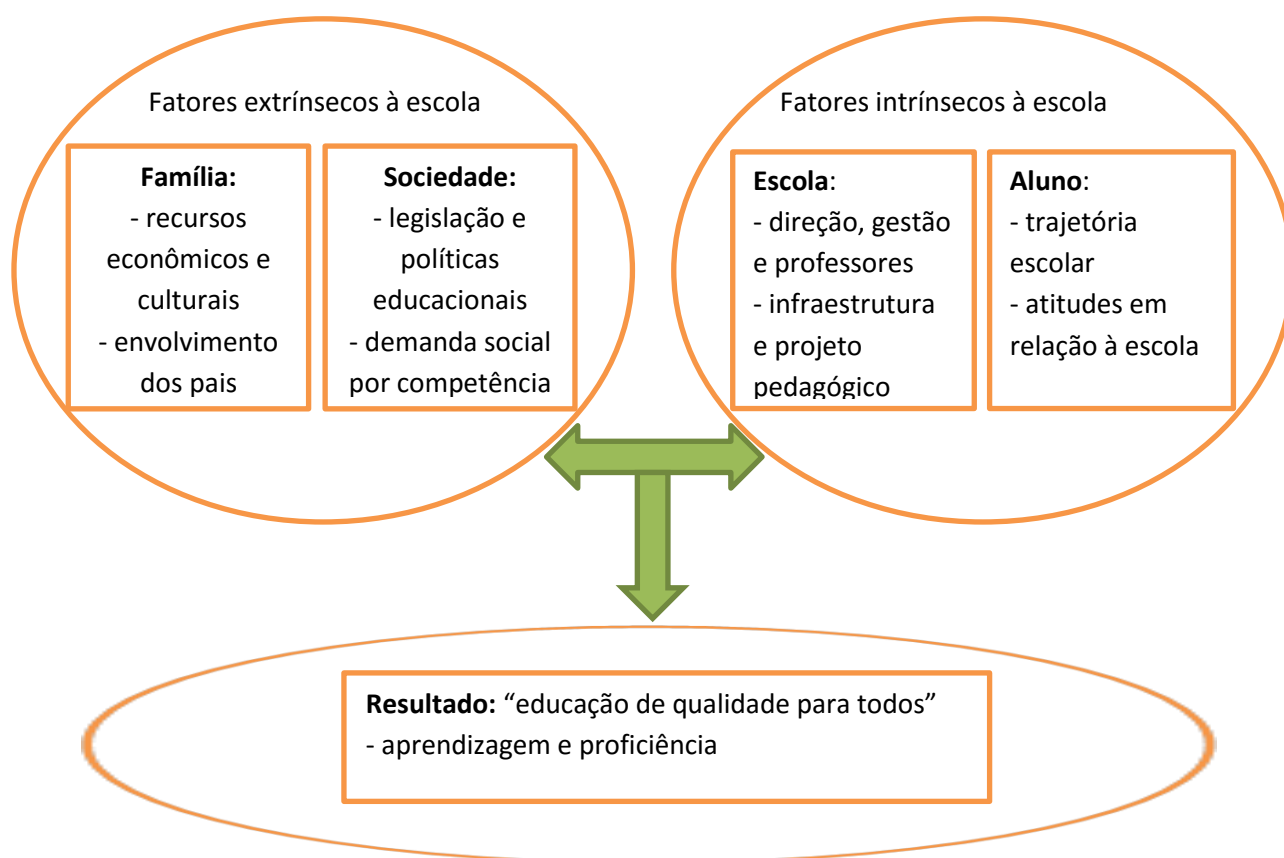 Fatores extrínsecos à escola
Família:
- recursos
econômicos e
culturais
- envolvimento
dos pais
Sociedade:
- legislação e
políticas
educacionais
- demanda social
por competência
Fatores intrínsecos à escola
Escola:
- direção, gestão
e professores
- infraestrutura
e projeto
pedagógico
Aluno:
- trajetória
escolar
- atitudes em
relação à escola
Resultado: “educação de qualidade para todos”
- aprendizagem e proficiência